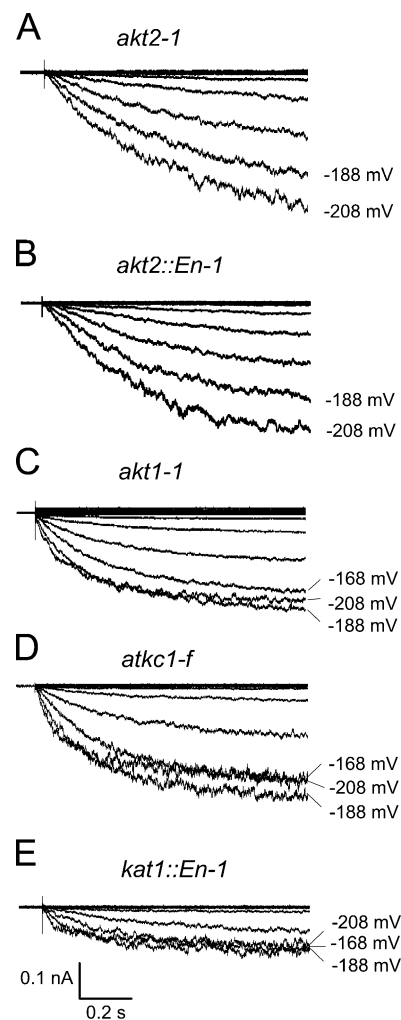 A
akt2-1
-188 mV
-208 mV
B
akt2::En-1
-188 mV
-208 mV
C
akt1-1
-168 mV
-208 mV
-188 mV
D
atkc1-f
-168 mV
-208 mV
-188 mV
E
kat1::En-1
-208 mV
-168 mV
-188 mV
0.1 nA
0.2 s